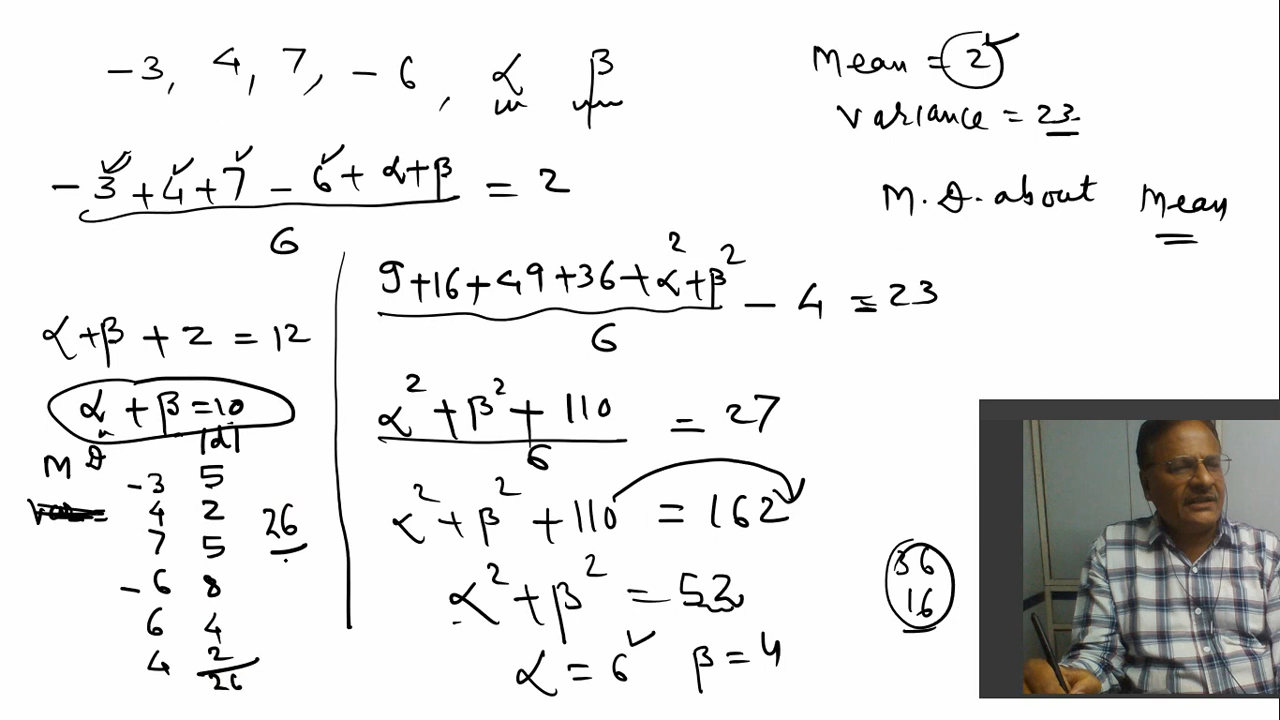 -3, 4, 7, -6, α β
Mean = 2
variance = 23
M.D. about Mean
-3+4+7-6+α+β = 2
6
9+16+49+36+α²+β² - 4 = 23
6
α+β+2 = 12
α+β=10
α²+β²+110 = 27
6
α²+β²+110 = 162
α²+β² = 52
α = 6 β = 4
36
16
MD |d|
-3 5
4 2 26
7 5
-6 8
6 4
4 2
26